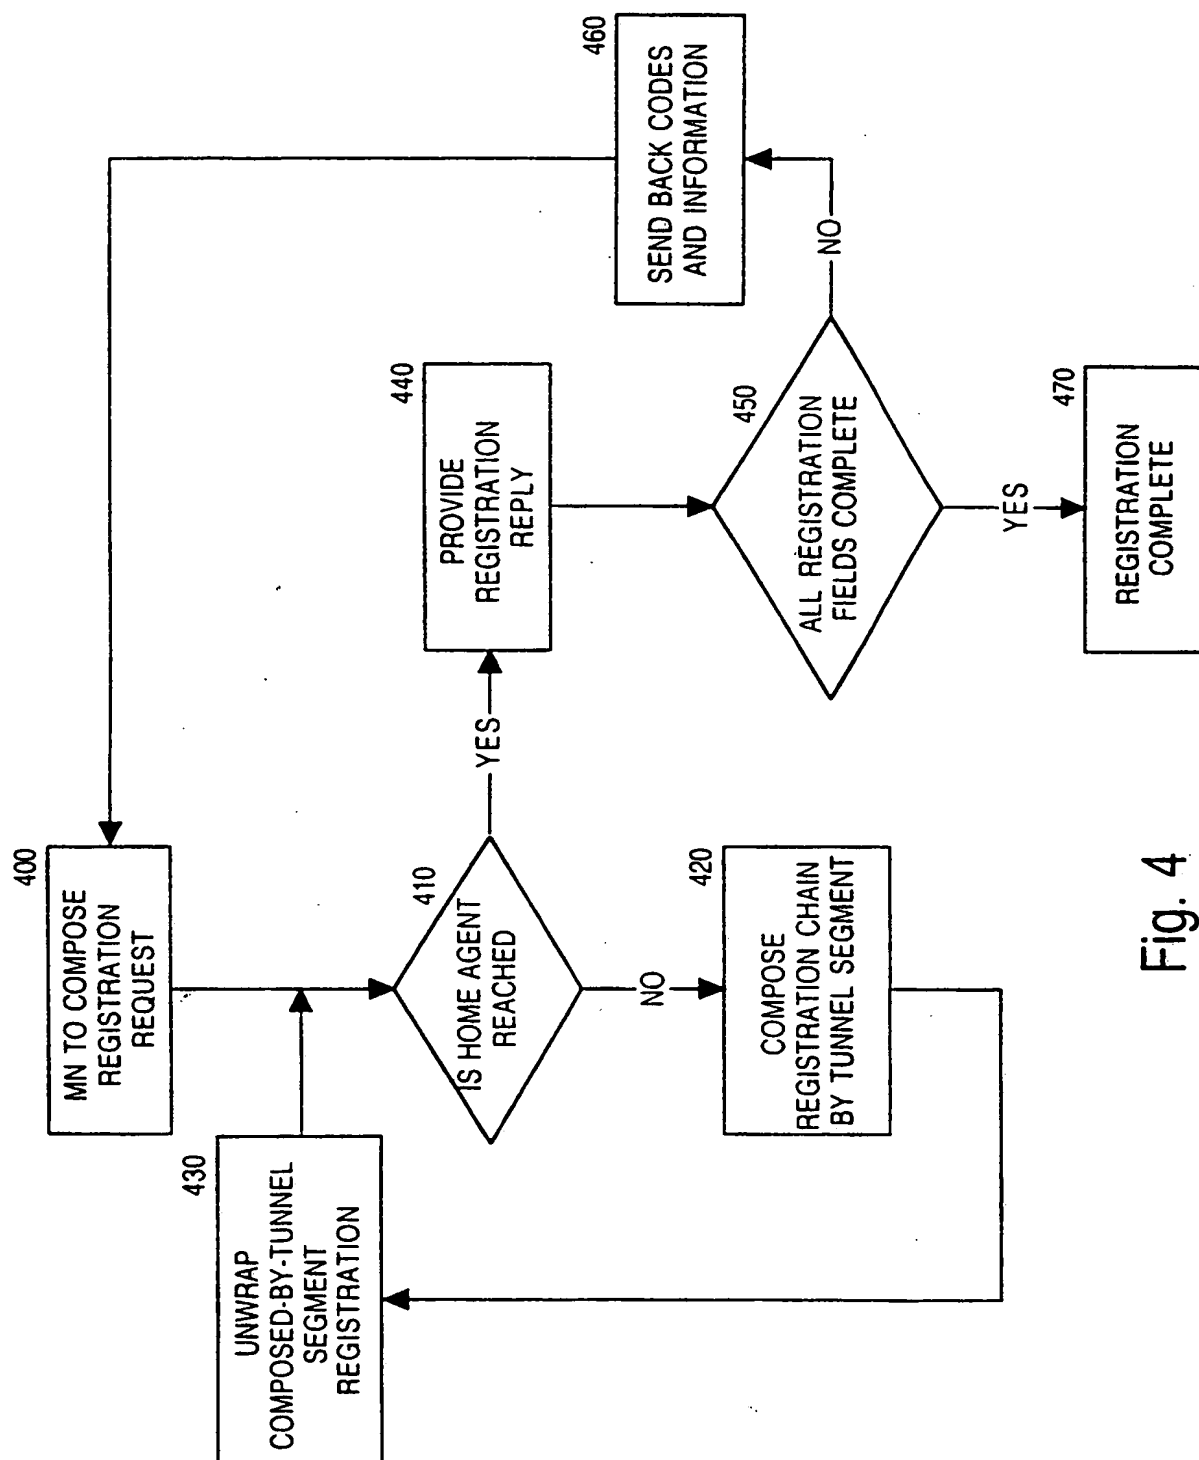 400
MN TO COMPOSE
REGISTRATION
REQUEST
430
UNWRAP
COMPOSED-BY-TUNNEL
SEGMENT
REGISTRATION
410
IS HOME AGENT
REACHED
YES
NO
420
COMPOSE
REGISTRATION CHAIN
BY TUNNEL SEGMENT
440
PROVIDE
REGISTRATION
REPLY
450
ALL REGISTRATION
FIELDS COMPLETE
NO
YES
460
SEND BACK CODES
AND INFORMATION
470
REGISTRATION
COMPLETE
Fig. 4